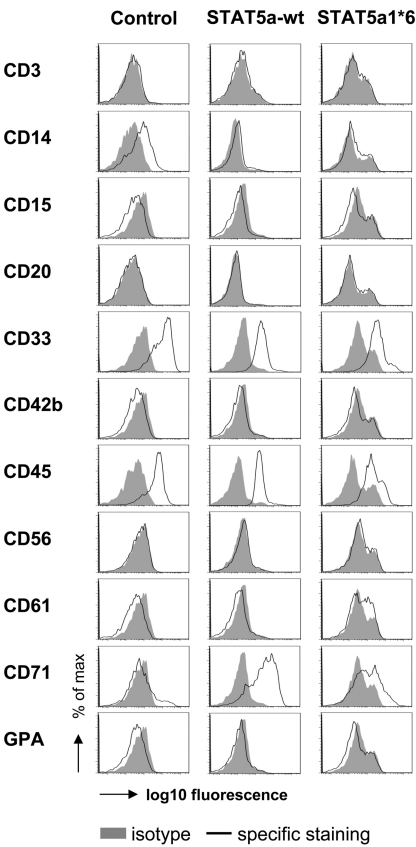 Control STAT5a-wt STAT5a1*6
CD3
CD14
CD15
CD20
CD33
CD42b
CD45
CD56
CD61
CD71
% of max
GPA
log10 fluorescence
isotype specific staining